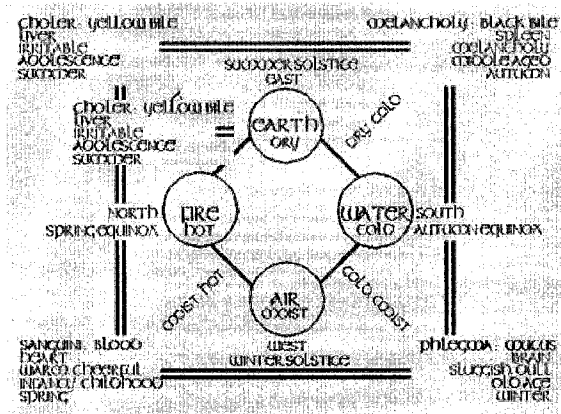 choler · yellow bile
liver
irritable
adolescence
summer
melancholy · black bile
spleen
melancholy
middle aged
autumn
summer solstice
east
choler · yellow bile
liver
irritable
adolescence
summer
earth
dry
dry cold
north
spring equinox
fire
hot
water
cold
south
autumn equinox
moist hot
air
moist
cold moist
west
winter solstice
sanguine · blood
heart
warm cheerful
infancy childhood
spring
phlegma · mucus
brain
sluggish dull
old age
winter